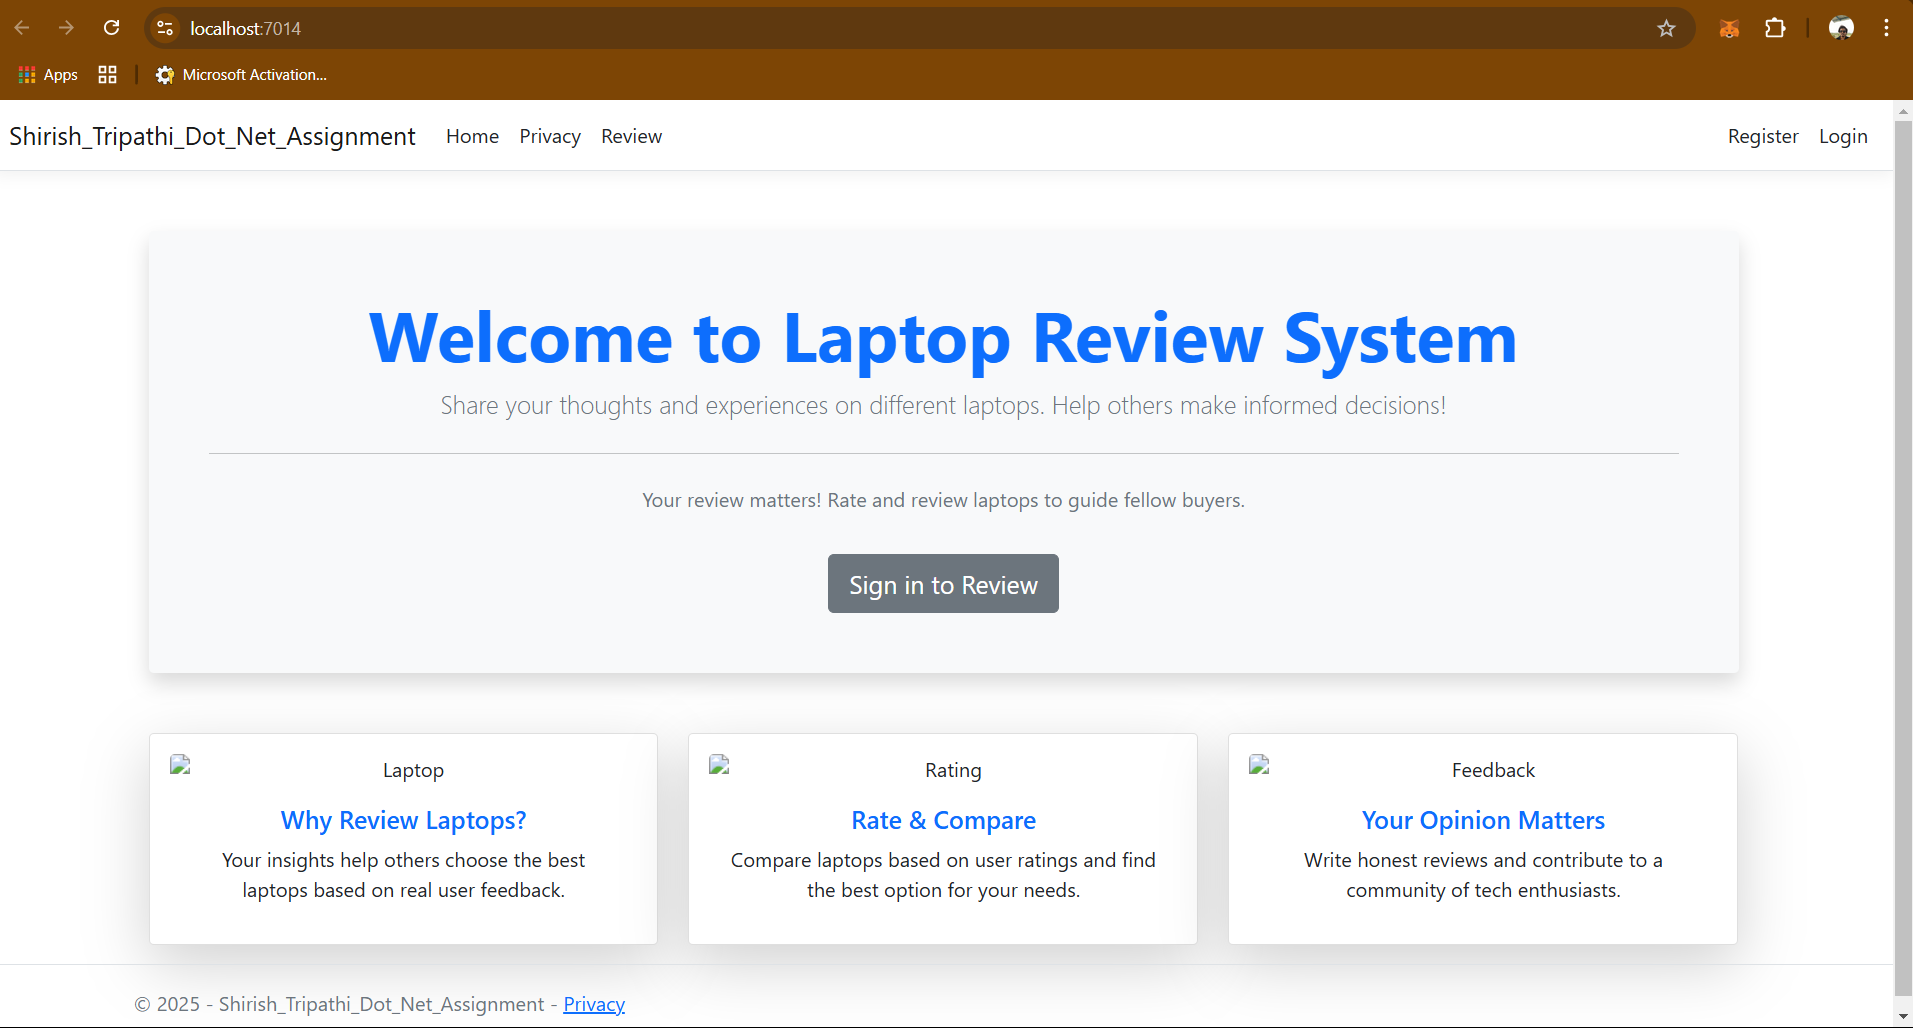 localhost:7014
Apps
Microsoft Activation...
Shirish_Tripathi_Dot_Net_Assignment Home Privacy Review Register Login
Welcome to Laptop Review System
Share your thoughts and experiences on different laptops. Help others make informed decisions!
Your review matters! Rate and review laptops to guide fellow buyers.
Sign in to Review
Laptop
Why Review Laptops?
Your insights help others choose the best
laptops based on real user feedback.
Rating
Rate & Compare
Compare laptops based on user ratings and find
the best option for your needs.
Feedback
Your Opinion Matters
Write honest reviews and contribute to a
community of tech enthusiasts.
© 2025 - Shirish_Tripathi_Dot_Net_Assignment - Privacy